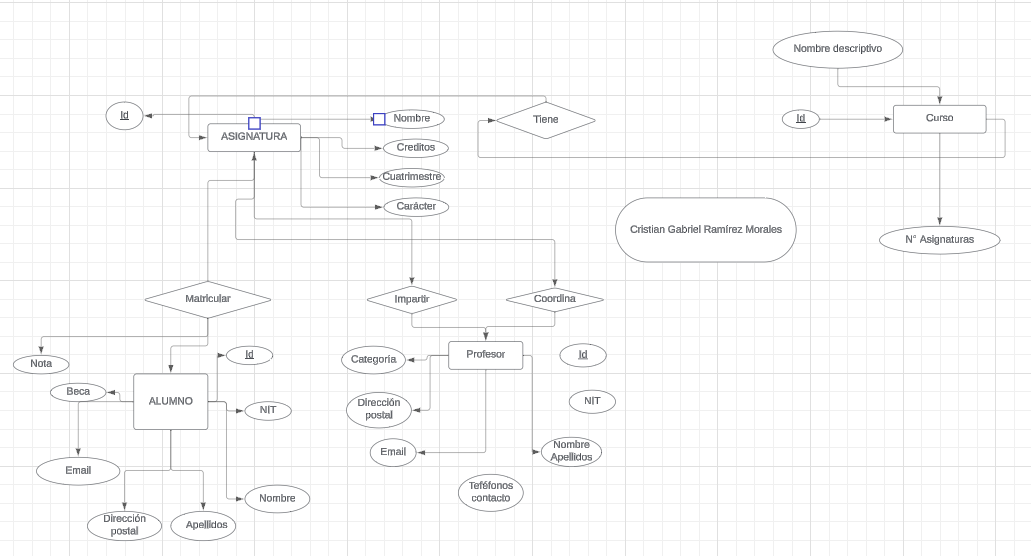 Nombre descriptivo
Id
Nombre
Tiene
Id
Curso
ASIGNATURA
Creditos
Cuatrimestre
Carácter
Cristian Gabriel Ramírez Morales
N° Asignaturas
Matricular
Impartir
Coordina
Nota
Id
Categoría
Profesor
Id
Beca
ALUMNO
NIT
Dirección
postal
NIT
Email
Email
Nombre
Apellidos
Nombre
Teféfonos
contacto
Dirección
postal
Apellidos